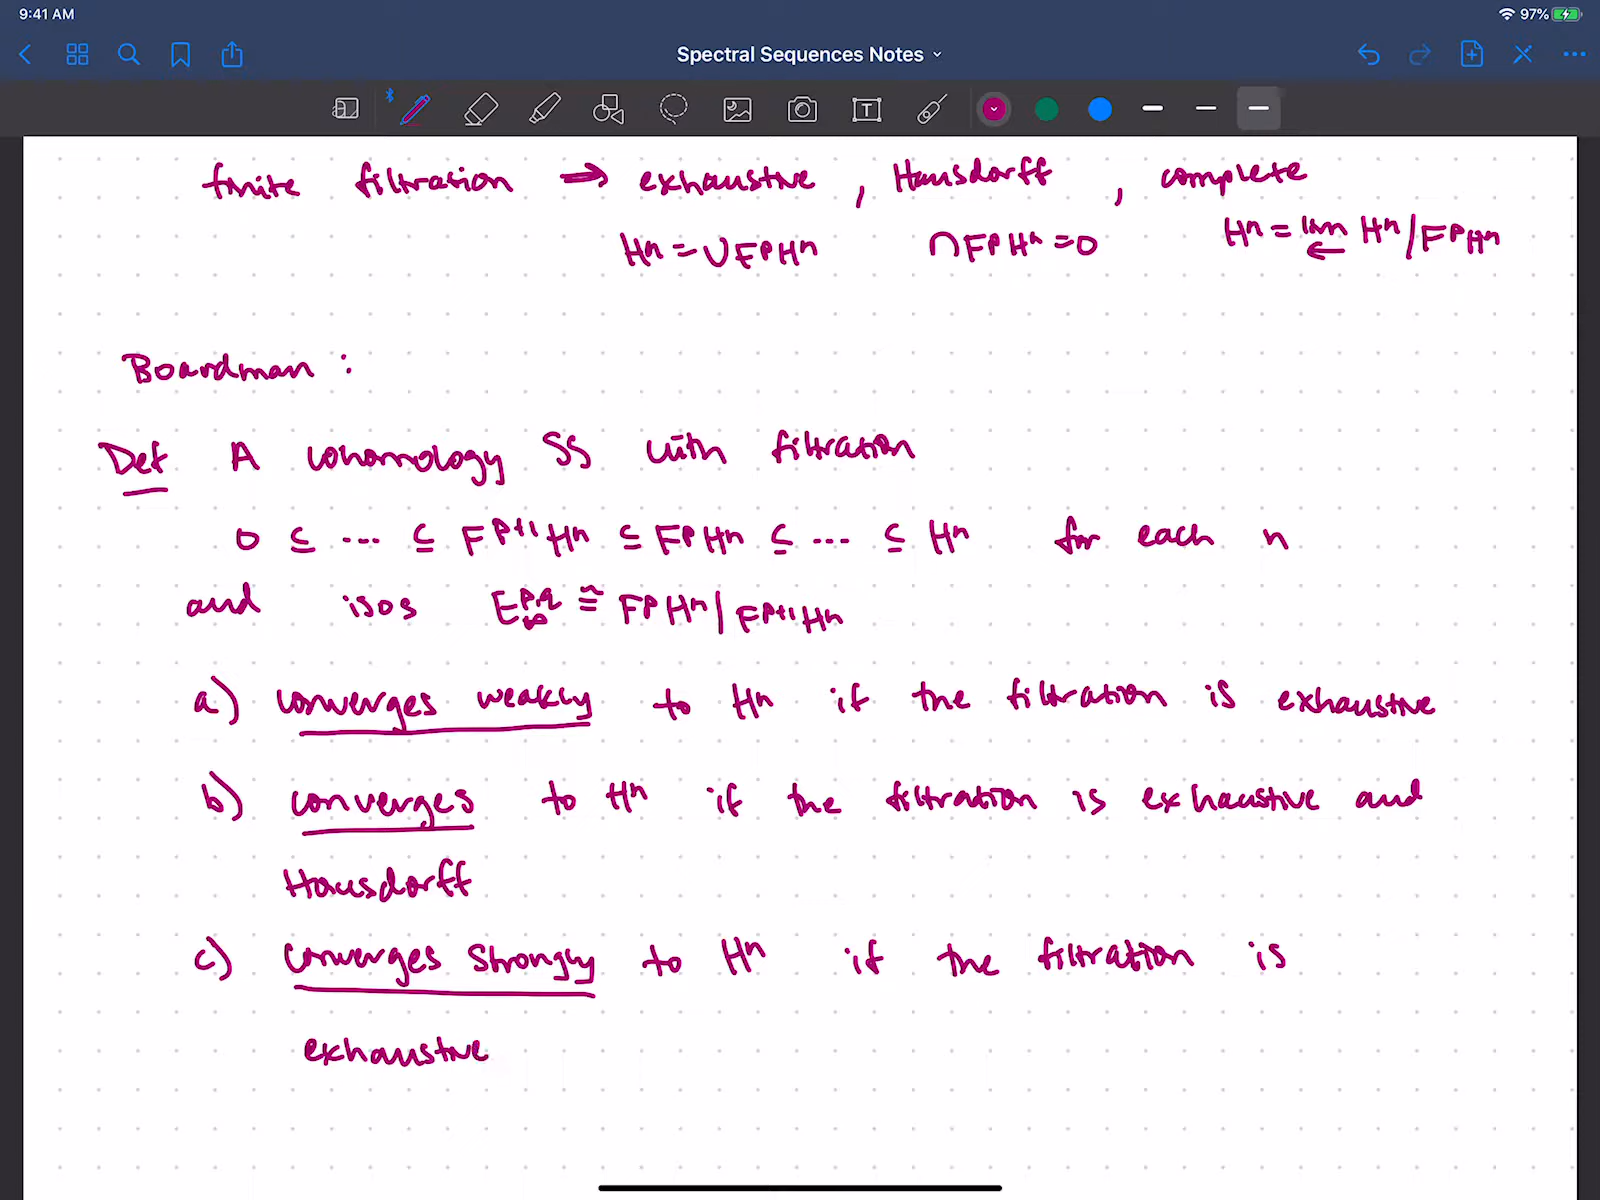 9:41 AM
97%
Spectral Sequences Notes
finite filtration ⇒ exhaustive, Hausdorff, complete
Hⁿ = ∪FᵖHⁿ ∩FᵖHⁿ = 0 Hⁿ = lim← Hⁿ/FᵖHⁿ
Boardman:
Def A cohomology SS with filtration
0 ⊆ ... ⊆ Fᵖ⁺¹Hⁿ ⊆ FᵖHⁿ ⊆ ... ⊆ Hⁿ for each n
and isos E_∞^{p,q} ≅ FᵖHⁿ/Fᵖ⁺¹Hⁿ
a) converges weakly to Hⁿ if the filtration is exhaustive
b) converges to Hⁿ if the filtration is exhaustive and
Hausdorff
c) converges strongly to Hⁿ if the filtration is
exhaustive